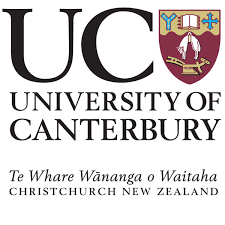 UC
UNIVERSITY OF
CANTERBURY
Te Whare Wānanga o Waitaha
CHRISTCHURCH NEW ZEALAND